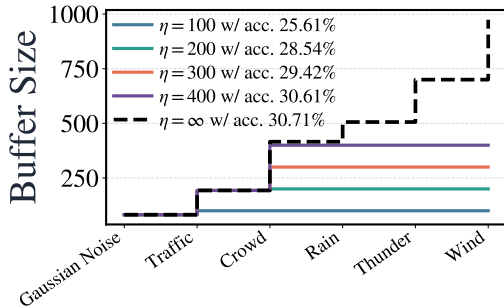 Buffer Size
1000
750
500
250
η = 100 w/ acc. 25.61%
η = 200 w/ acc. 28.54%
η = 300 w/ acc. 29.42%
η = 400 w/ acc. 30.61%
η = ∞ w/ acc. 30.71%
Gaussian Noise
Traffic
Crowd
Rain
Thunder
Wind